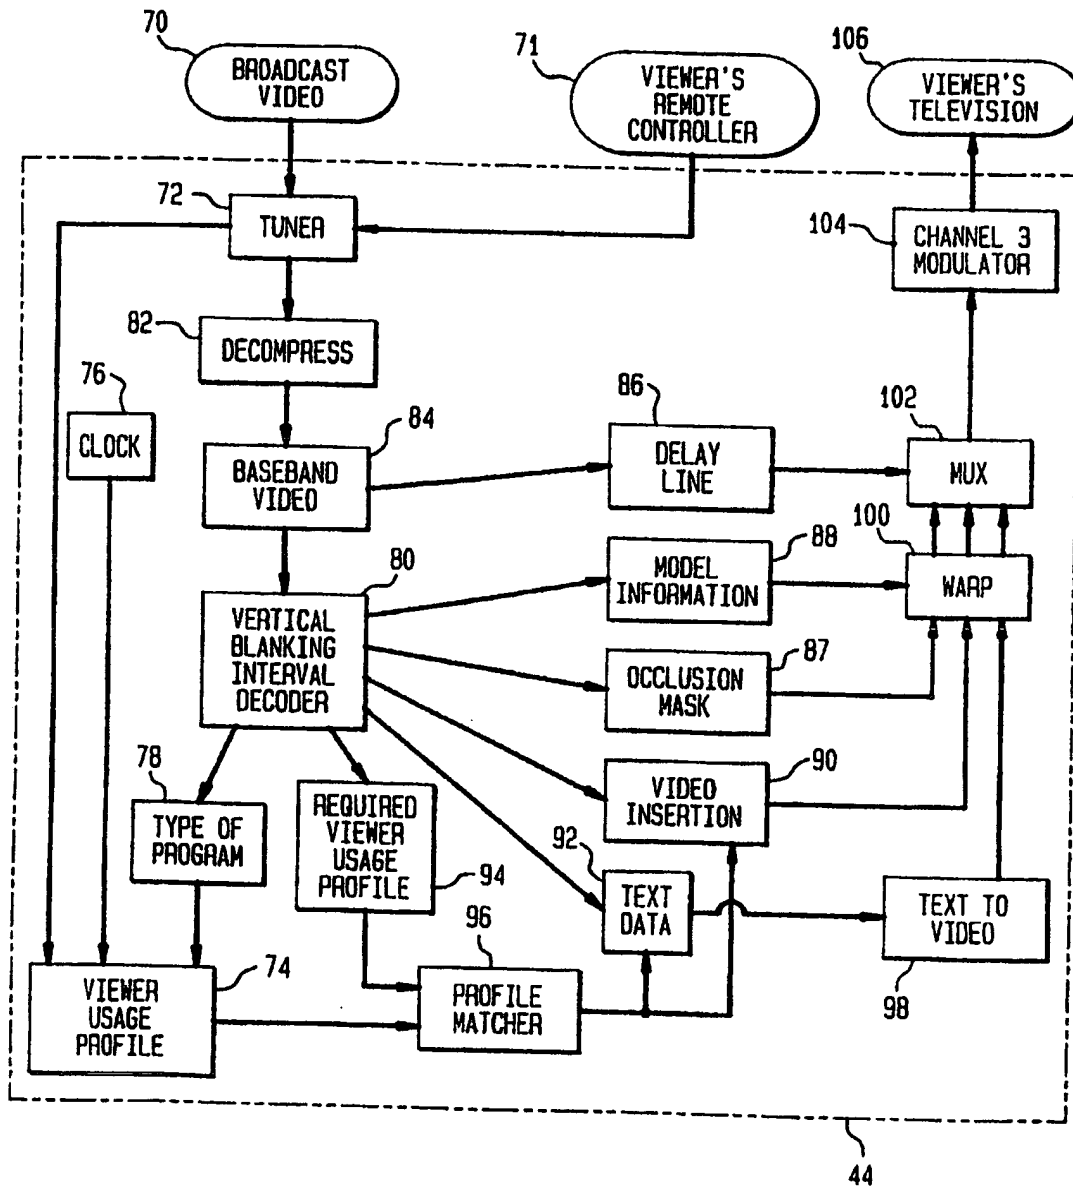 70
BROADCAST
VIDEO
71
VIEWER'S
REMOTE
CONTROLLER
106
VIEWER'S
TELEVISION
72
TUNER
104
CHANNEL 3
MODULATOR
82
DECOMPRESS
76
CLOCK
84
BASEBAND
VIDEO
86
DELAY
LINE
102
MUX
80
VERTICAL
BLANKING
INTERVAL
DECODER
88
MODEL
INFORMATION
100
WARP
87
OCCLUSION
MASK
78
TYPE OF
PROGRAM
REQUIRED
VIEWER
USAGE
PROFILE
94
90
VIDEO
INSERTION
92
TEXT
DATA
TEXT TO
VIDEO
98
74
VIEWER
USAGE
PROFILE
96
PROFILE
MATCHER
44